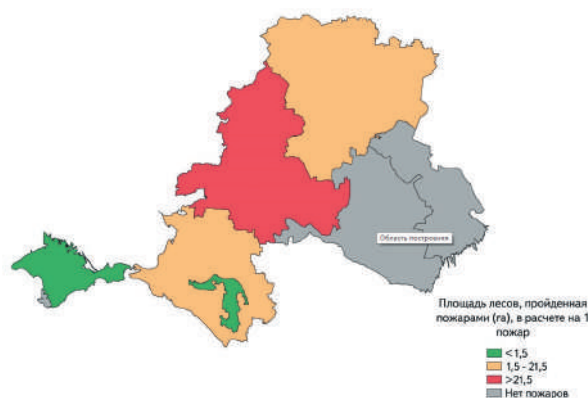 Область построения
Площадь лесов, пройденная
пожарами (га), в расчете на 1
пожар
<1,5
1,5 - 21,5
>21,5
Нет пожаров